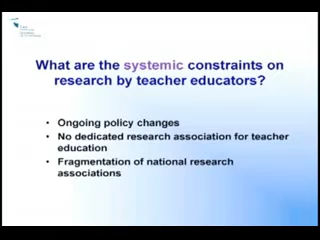 What are the systemic constraints on
research by teacher educators?
• Ongoing policy changes
• No dedicated research association for teacher
education
• Fragmentation of national research
associations